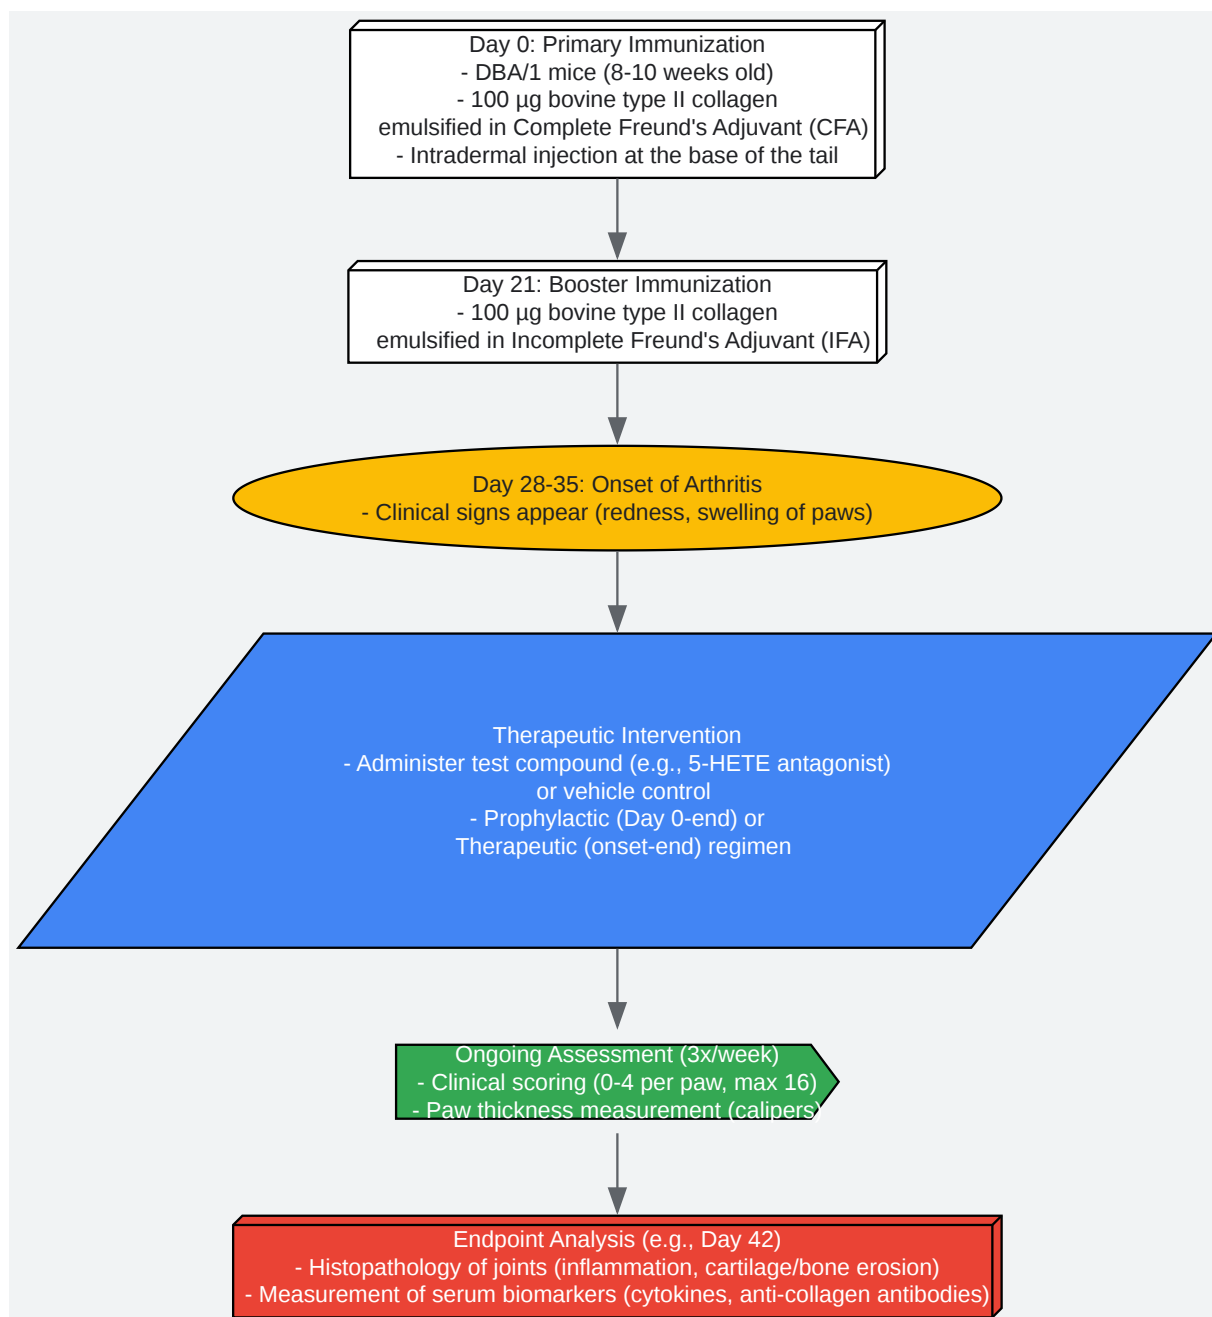 Day 0: Primary Immunization
- DBA/1 mice (8-10 weeks old)
- 100 µg bovine type II collagen
emulsified in Complete Freund's Adjuvant (CFA)
- Intradermal injection at the base of the tail
Day 21: Booster Immunization
- 100 µg bovine type II collagen
emulsified in Incomplete Freund's Adjuvant (IFA)
Day 28-35: Onset of Arthritis
- Clinical signs appear (redness, swelling of paws)
Therapeutic Intervention
- Administer test compound (e.g., 5-HETE antagonist)
or vehicle control
- Prophylactic (Day 0-end) or
Therapeutic (onset-end) regimen
Ongoing Assessment (3x/week)
- Clinical scoring (0-4 per paw, max 16)
- Paw thickness measurement (calipers)
Endpoint Analysis (e.g., Day 42)
- Histopathology of joints (inflammation, cartilage/bone erosion)
- Measurement of serum biomarkers (cytokines, anti-collagen antibodies)